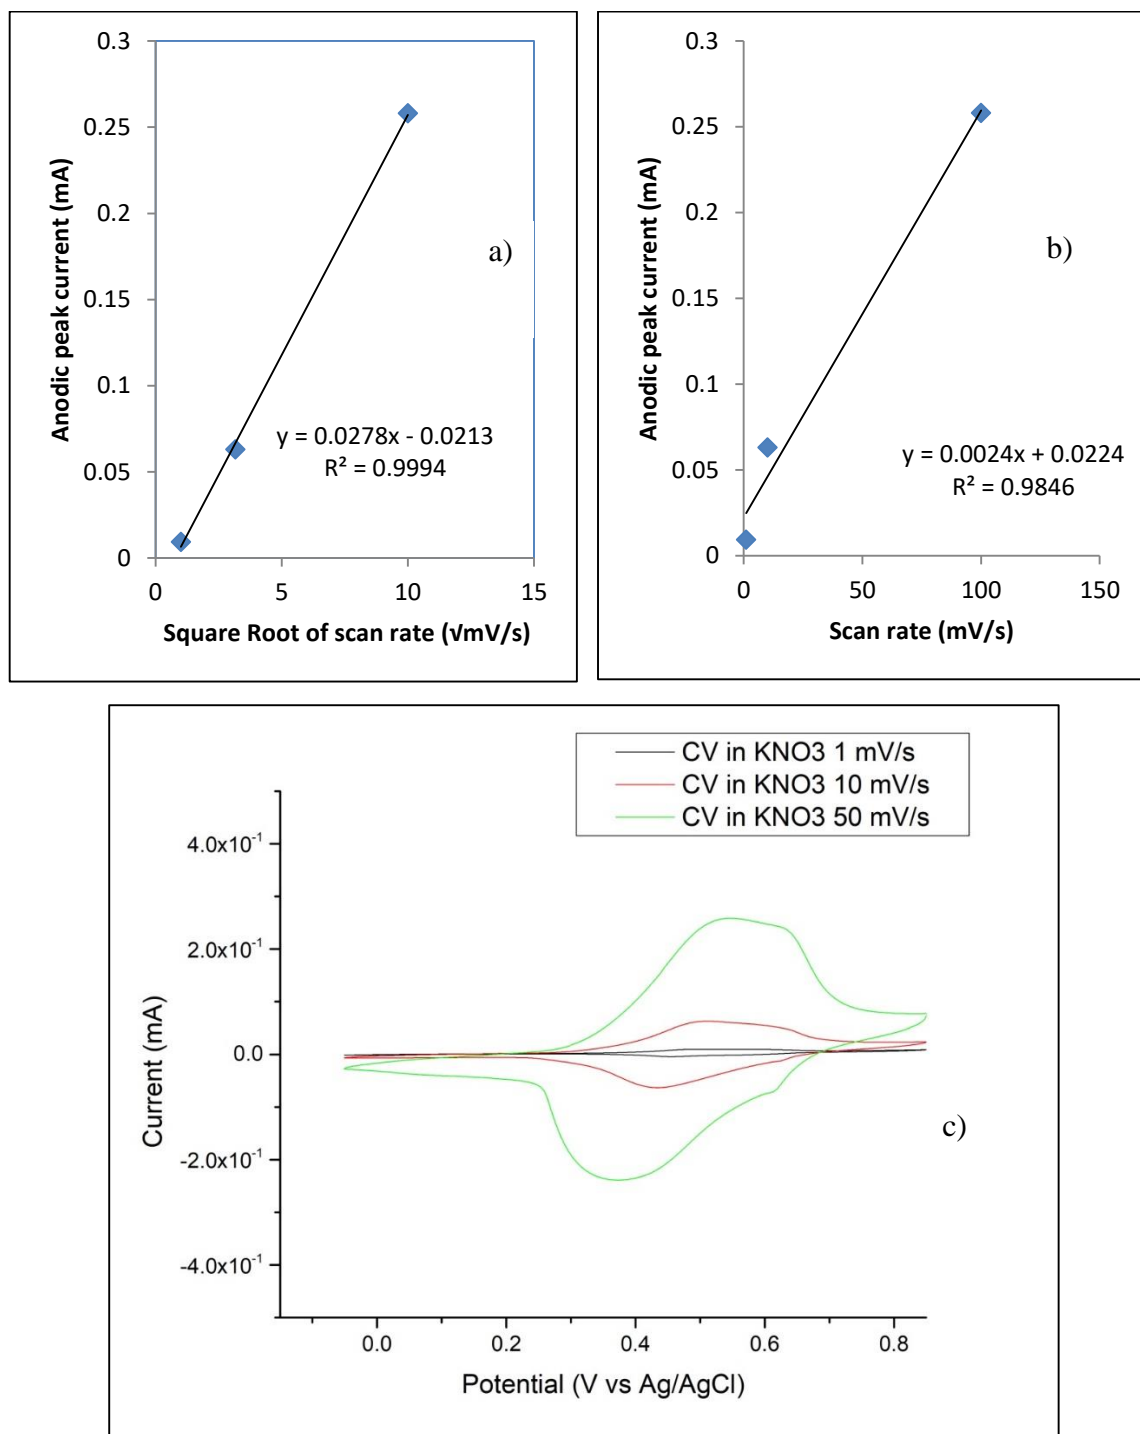 0.3
0.25
0.2
0.15
0.1
0.05
0
0 5 10 15
Anodic peak current (mA)
Square Root of scan rate (√mV/s)
a)
y = 0.0278x - 0.0213
R² = 0.9994
0.3
0.25
0.2
0.15
0.1
0.05
0
0 50 100 150
Anodic peak current (mA)
Scan rate (mV/s)
b)
y = 0.0024x + 0.0224
R² = 0.9846
CV in KNO3 1 mV/s
CV in KNO3 10 mV/s
CV in KNO3 50 mV/s
4.0x10⁻¹
2.0x10⁻¹
0.0
-2.0x10⁻¹
-4.0x10⁻¹
Current (mA)
c)
0.0 0.2 0.4 0.6 0.8
Potential (V vs Ag/AgCl)